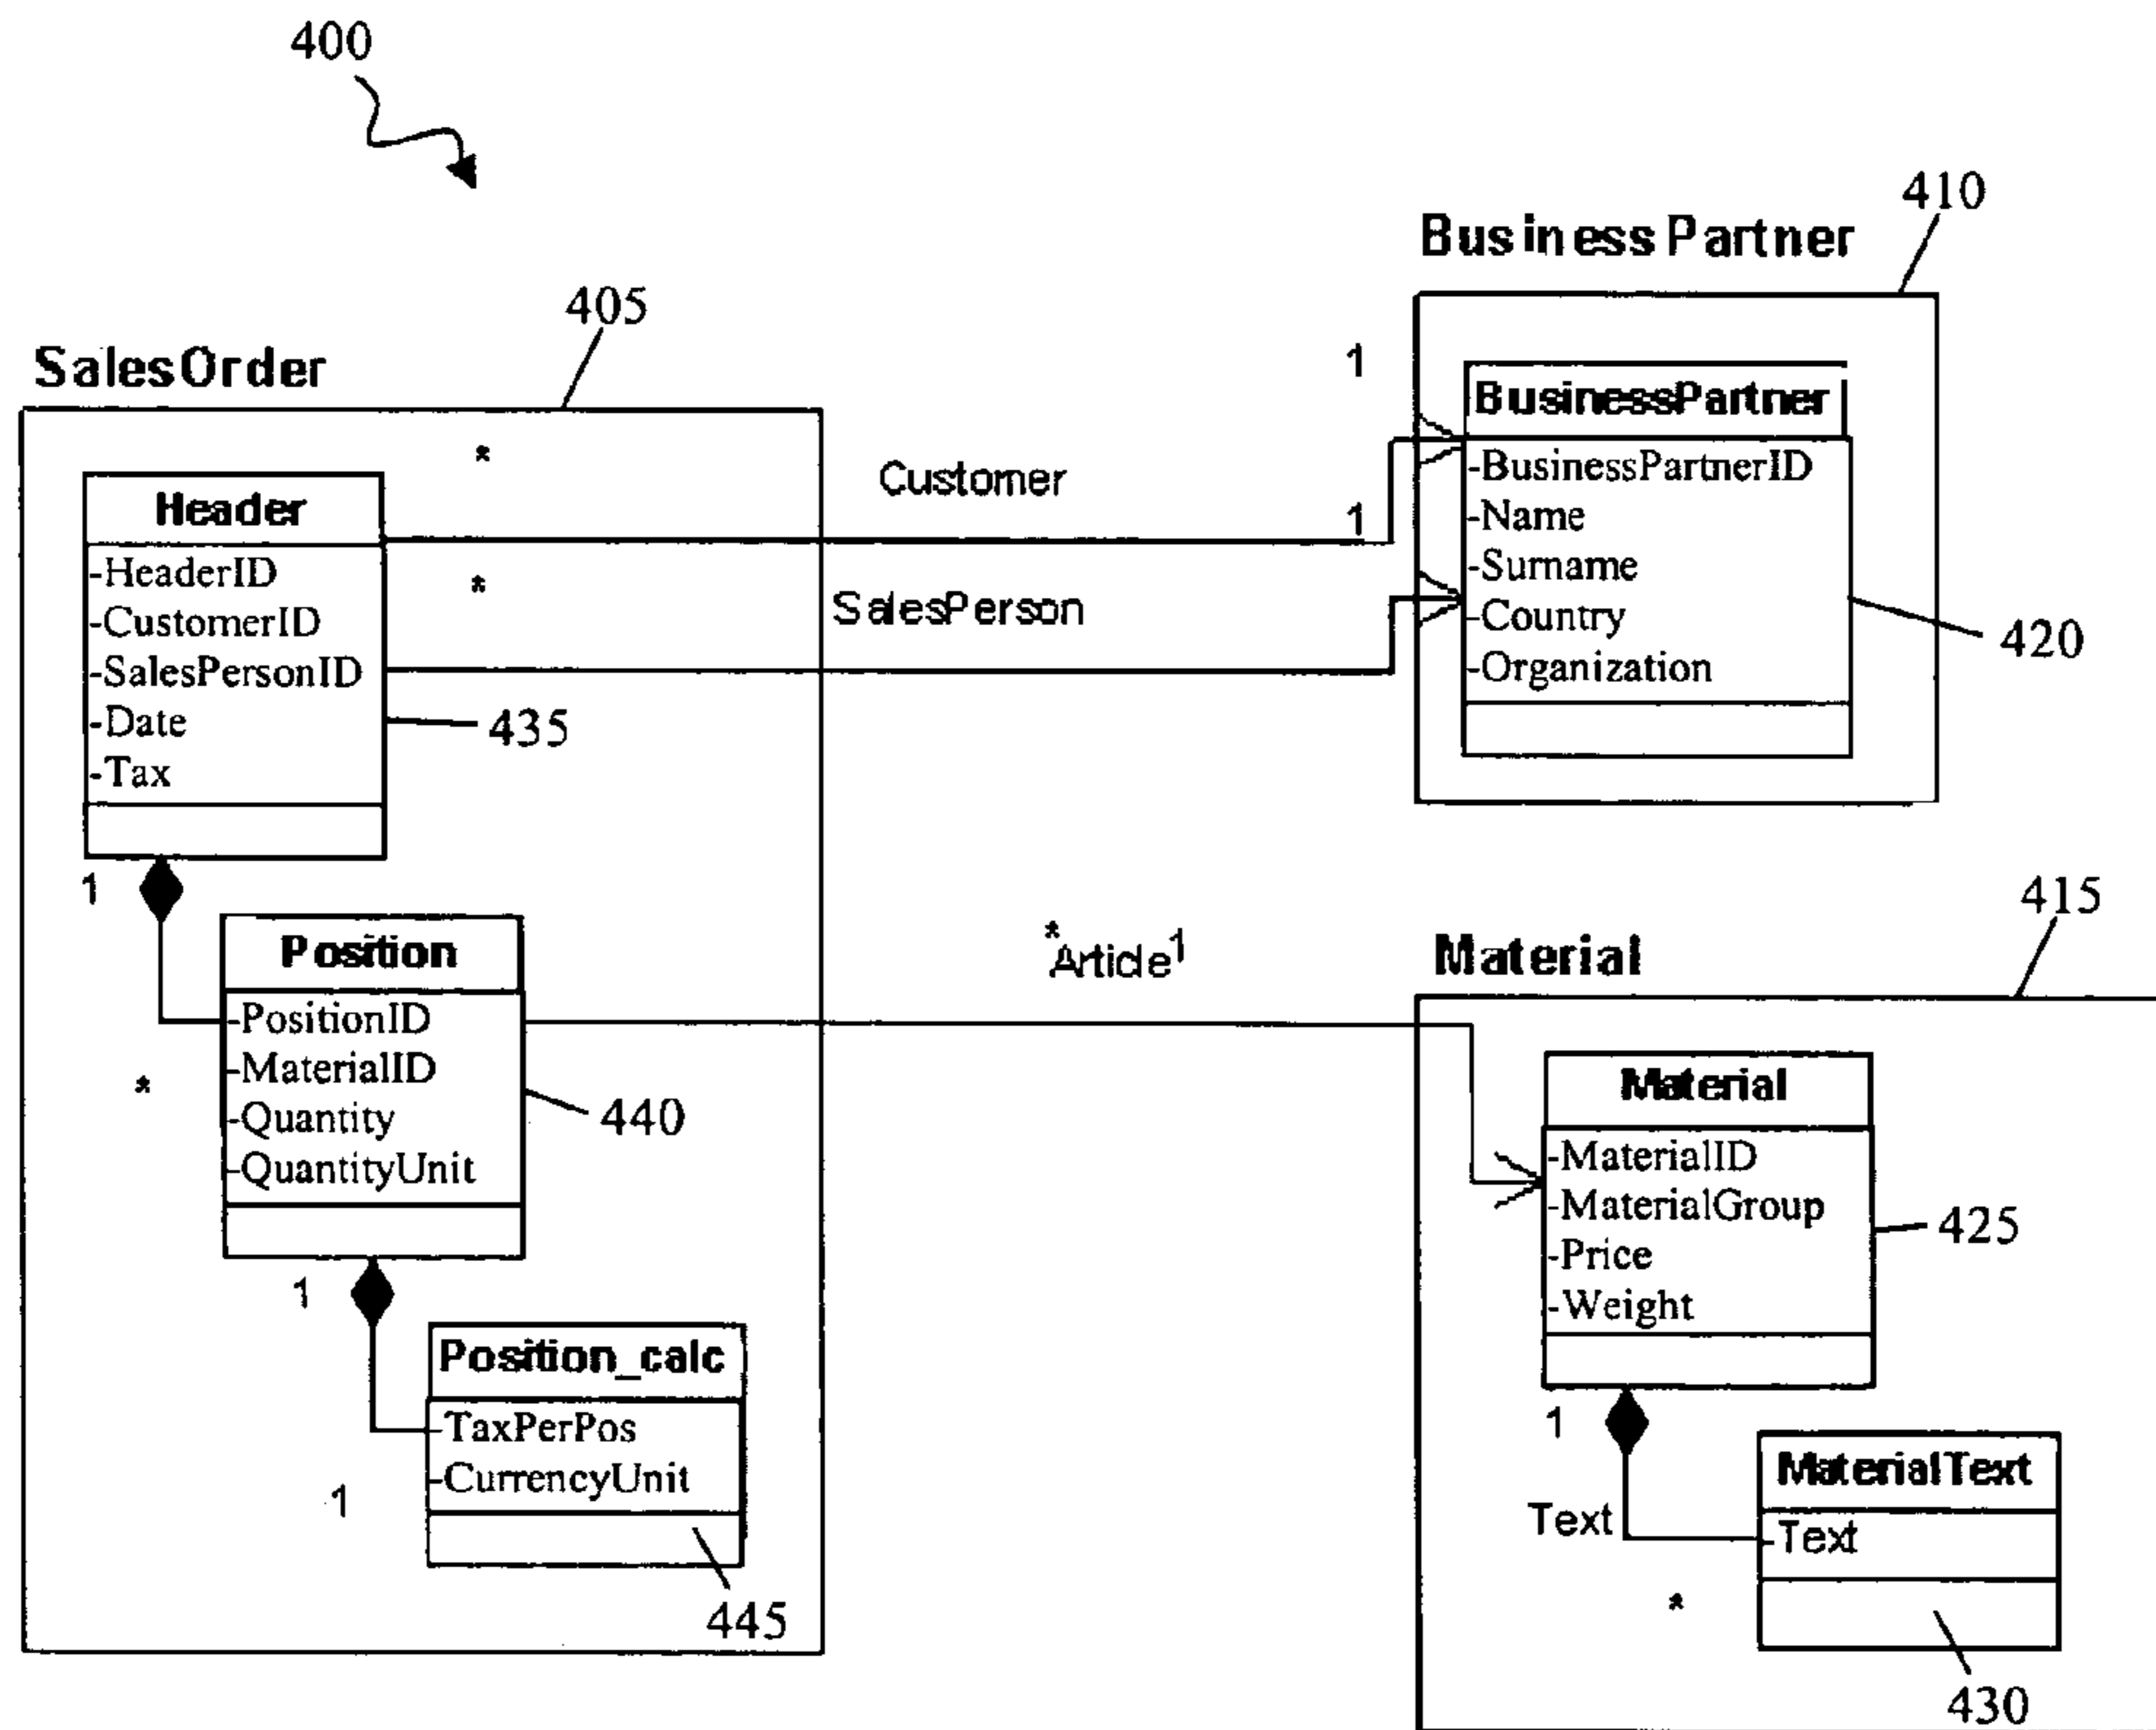 400
410
BusinessPartner
405
SalesOrder
1
BusinessPartner
*
Customer
Header
-BusinessPartnerID
1
-Name
-HeaderID
*
-Surname
SalesPerson
-CustomerID
-Country
420
-SalesPersonID
-Organization
-Date
435
-Tax
1
415
*Article1
Material
Position
-PositionID
-MaterialID
*
Material
-Quantity
440
-MaterialID
-QuantityUnit
-MaterialGroup
425
-Price
1
-Weight
Position_calc
1
-TaxPerPos
MaterialText
-CurrencyUnit
1
Text
-Text
*
445
430